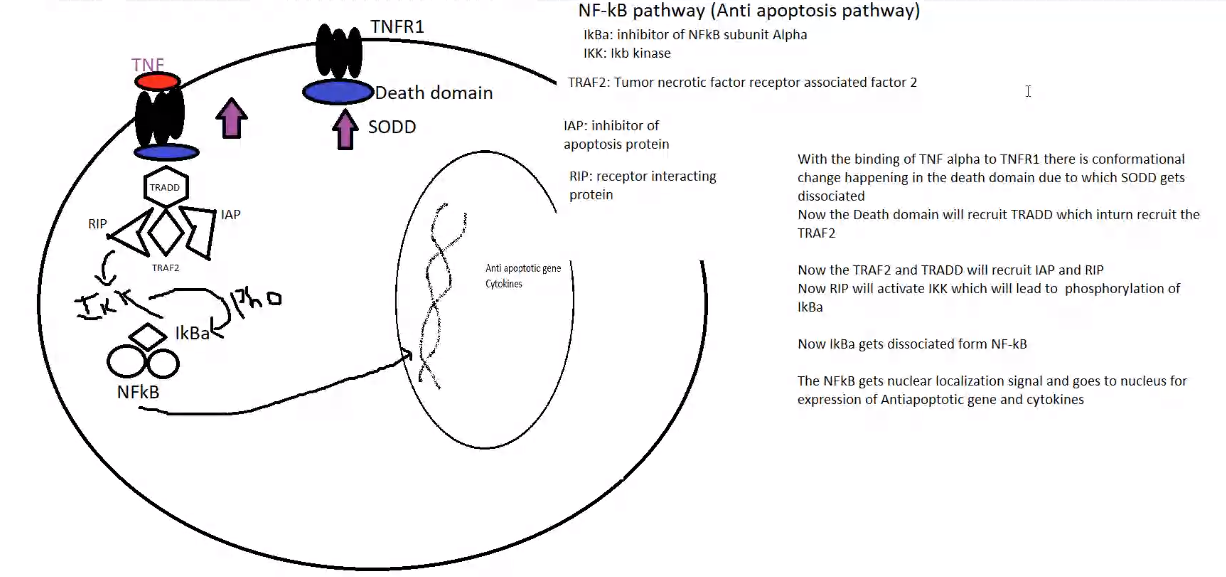 NF-kB pathway (Anti apoptosis pathway)
IkBa: inhibitor of NFkB subunit Alpha
IKK: Ikb kinase
TRAF2: Tumor necrotic factor receptor associated factor 2
IAP: inhibitor of
apoptosis protein
RIP: receptor interacting
protein
TNFR1
TNF
Death domain
SODD
TRADD
RIP
IAP
TRAF2
IKK
Pho
IkBa
NFkB
Anti apoptotic gene
Cytokines
With the binding of TNF alpha to TNFR1 there is conformational
change happening in the death domain due to which SODD gets
dissociated
Now the Death domain will recruit TRADD which inturn recruit the
TRAF2
Now the TRAF2 and TRADD will recruit IAP and RIP
Now RIP will activate IKK which will lead to phosphorylation of
IkBa
Now IkBa gets dissociated form NF-kB
The NFkB gets nuclear localization signal and goes to nucleus for
expression of Antiapoptotic gene and cytokines